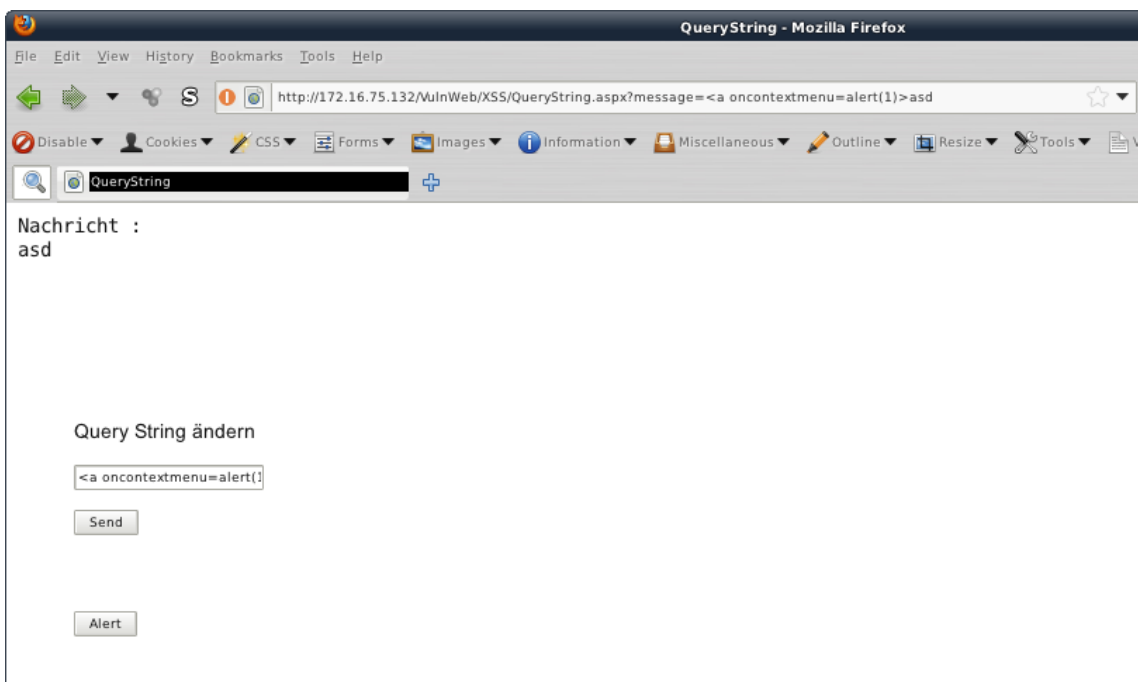 QueryString - Mozilla Firefox
File Edit View History Bookmarks Tools Help
S http://172.16.75.132/VulnWeb/XSS/QueryString.aspx?message=<a oncontextmenu=alert(1)>asd
Disable Cookies CSS Forms Images Information Miscellaneous Outline Resize Tools
QueryString
Nachricht :
asd
Query String ändern
<a oncontextmenu=alert(1
Send
Alert